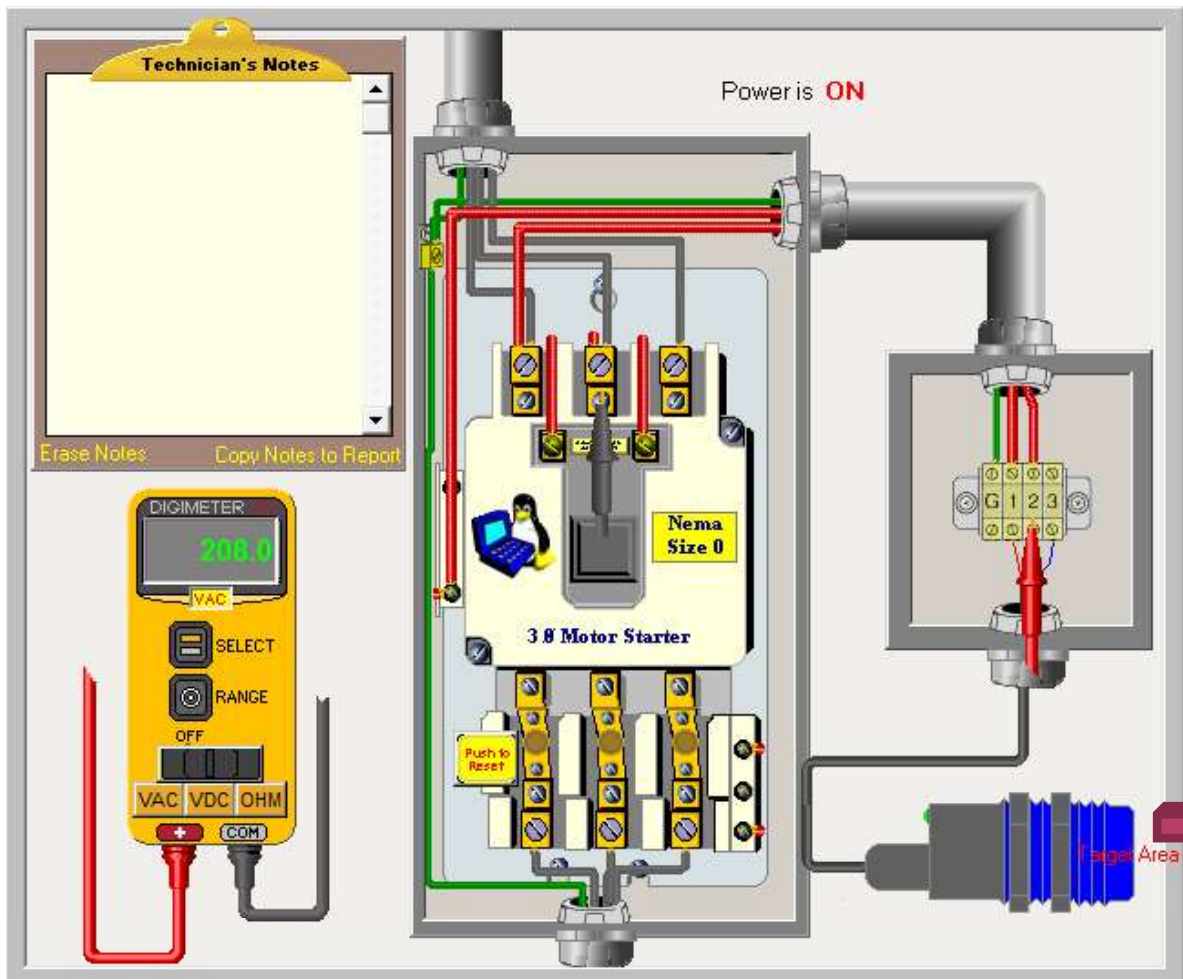 Technician's Notes
Power is ON
Erase Notes
Copy Notes to Report
DIGIMETER
208.0
VAC
SELECT
RANGE
OFF
VAC VDC OHM
+ COM
Nema
Size 0
3 Ø Motor Starter
Push to
Reset
G 1 2 3
Target Area